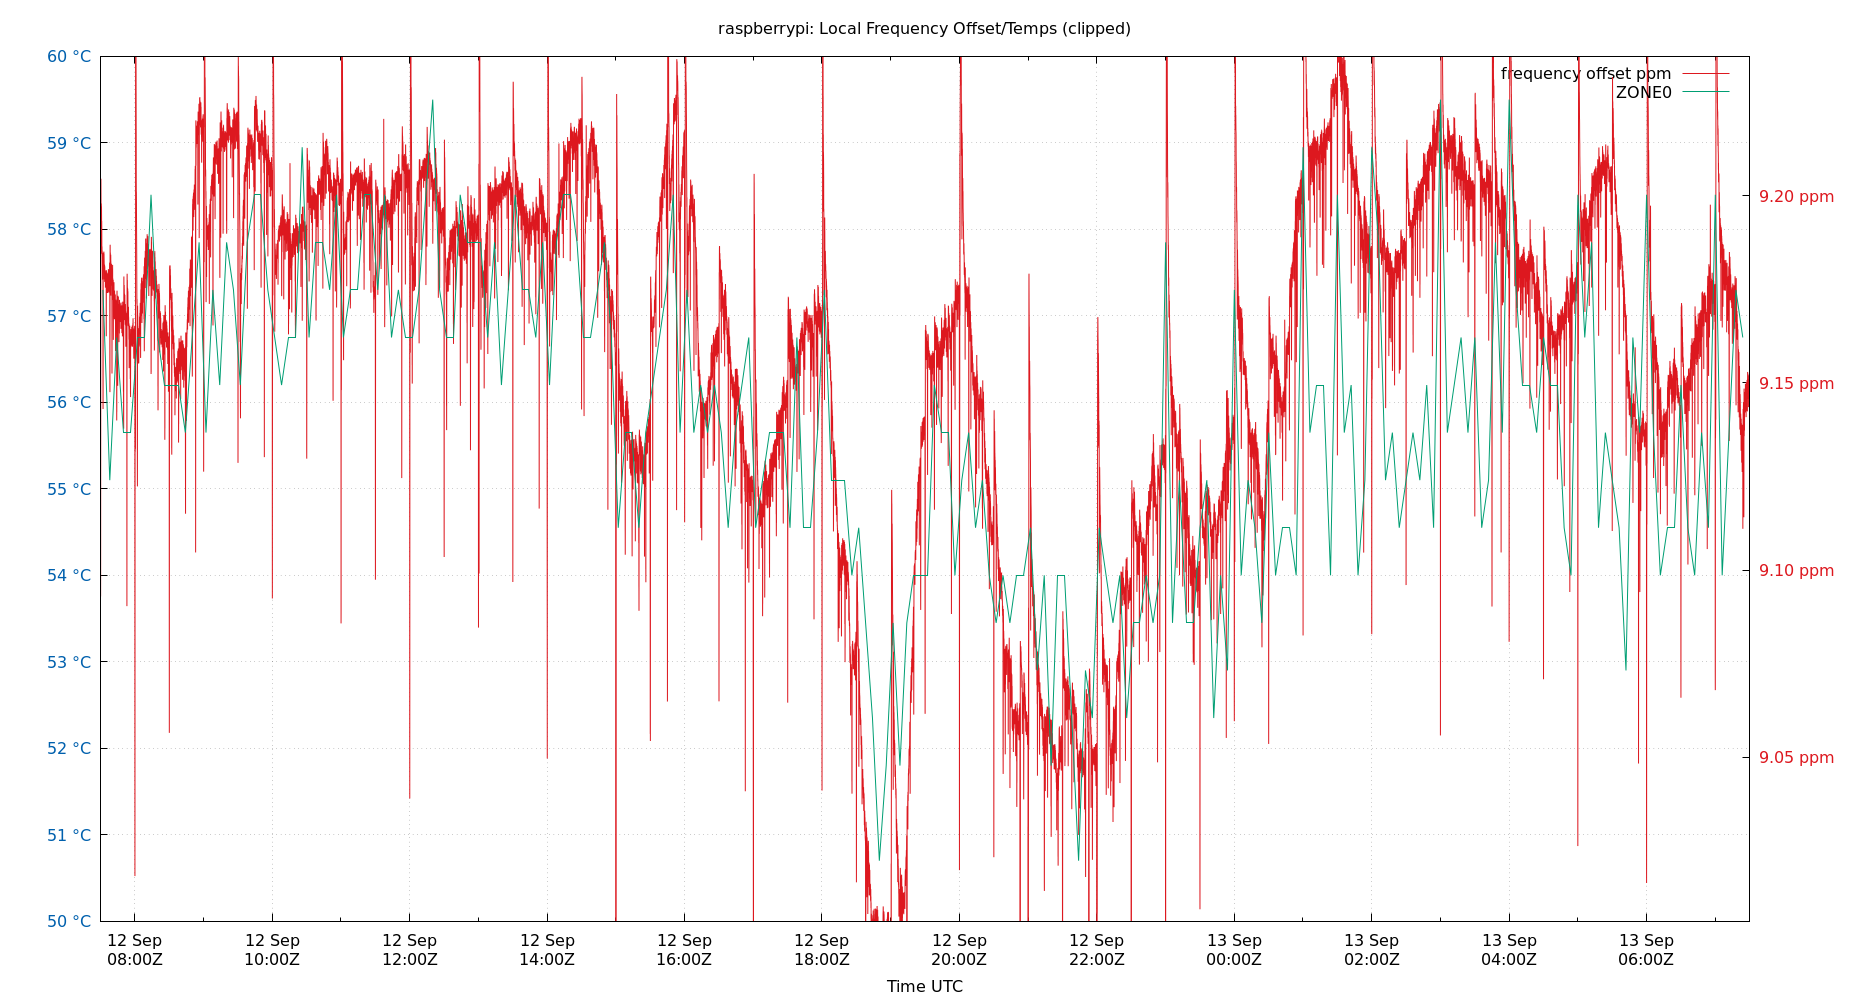 raspberrypi: Local Frequency Offset/Temps (clipped)
frequency offset ppm
ZONE0
60 °C
59 °C
58 °C
57 °C
56 °C
55 °C
54 °C
53 °C
52 °C
51 °C
50 °C
9.20 ppm
9.15 ppm
9.10 ppm
9.05 ppm
12 Sep 12 Sep 12 Sep 12 Sep 12 Sep 12 Sep 12 Sep 12 Sep 13 Sep 13 Sep 13 Sep 13 Sep
08:00Z 10:00Z 12:00Z 14:00Z 16:00Z 18:00Z 20:00Z 22:00Z 00:00Z 02:00Z 04:00Z 06:00Z
Time UTC